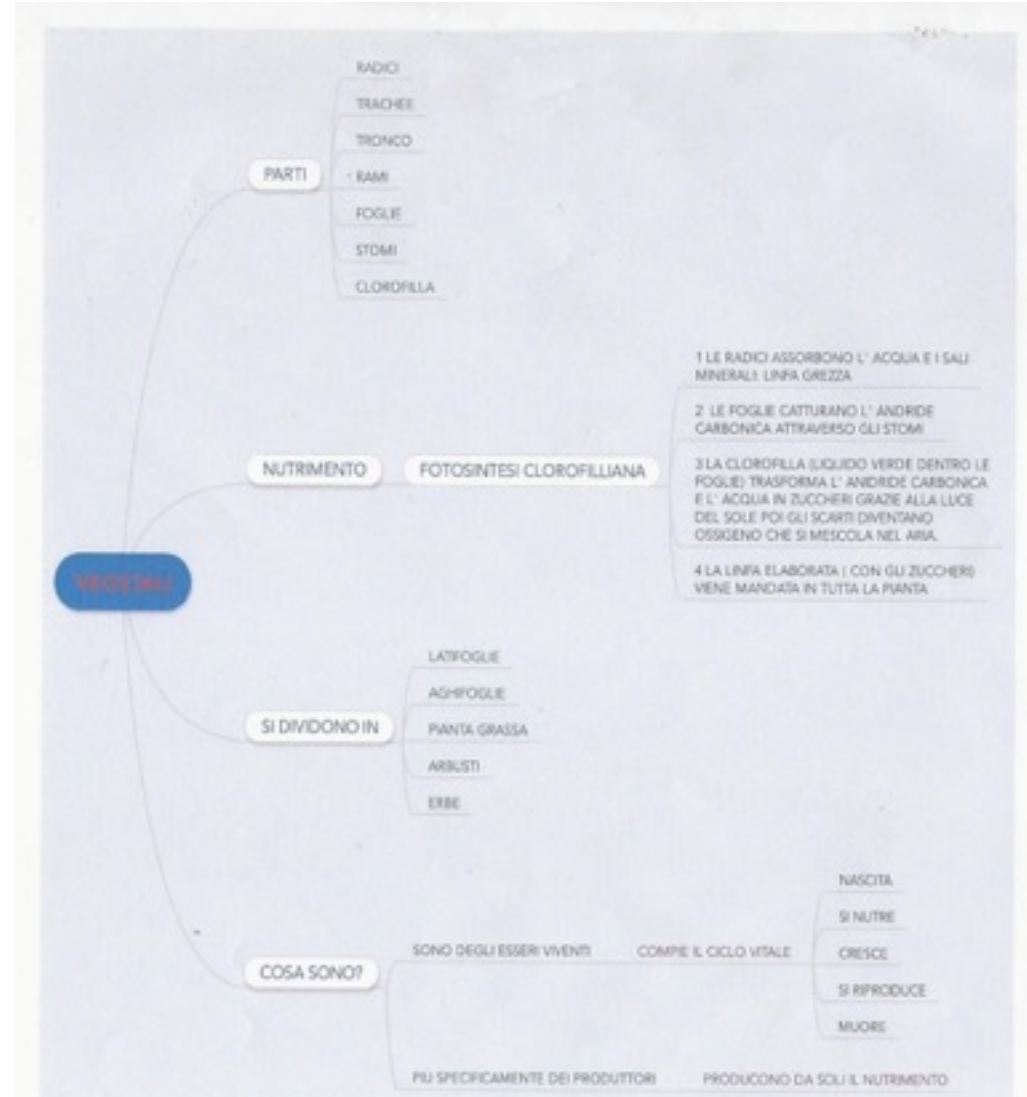 RADICI
TRACHEE
TRONCO
PARTI
RAMI
FOGLIE
STOMI
CLOROFILLA
NUTRIMENTO
FOTOSINTESI CLOROFILLIANA
1 LE RADICI ASSORBONO L' ACQUA E I SALI
MINERALI: LINFA GREZZA
2 LE FOGLIE CATTURANO L' ANDRIDE
CARBONICA ATTRAVERSO GLI STOMI
3 LA CLOROFILLA (LIQUIDO VERDE DENTRO LE
FOGLIE) TRASFORMA L' ANIDRIDE CARBONICA
E L' ACQUA IN ZUCCHERI GRAZIE ALLA LUCE
DEL SOLE POI GLI SCARTI DIVENTANO
OSSIGENO CHE SI MESCOLA NEL ARIA.
4 LA LINFA ELABORATA ( CON GLI ZUCCHERI)
VIENE MANDATA IN TUTTA LA PIANTA
VEGETALI
SI DIVIDONO IN
LATIFOGLIE
AGHIFOGLIE
PIANTA GRASSA
ARBUSTI
ERBE
COSA SONO?
SONO DEGLI ESSERI VIVENTI
COMPIE IL CICLO VITALE
NASCITA
SI NUTRE
CRESCE
SI RIPRODUCE
MUORE
PIU SPECIFICAMENTE DEI PRODUTTORI
PRODUCONO DA SOLI IL NUTRIMENTO